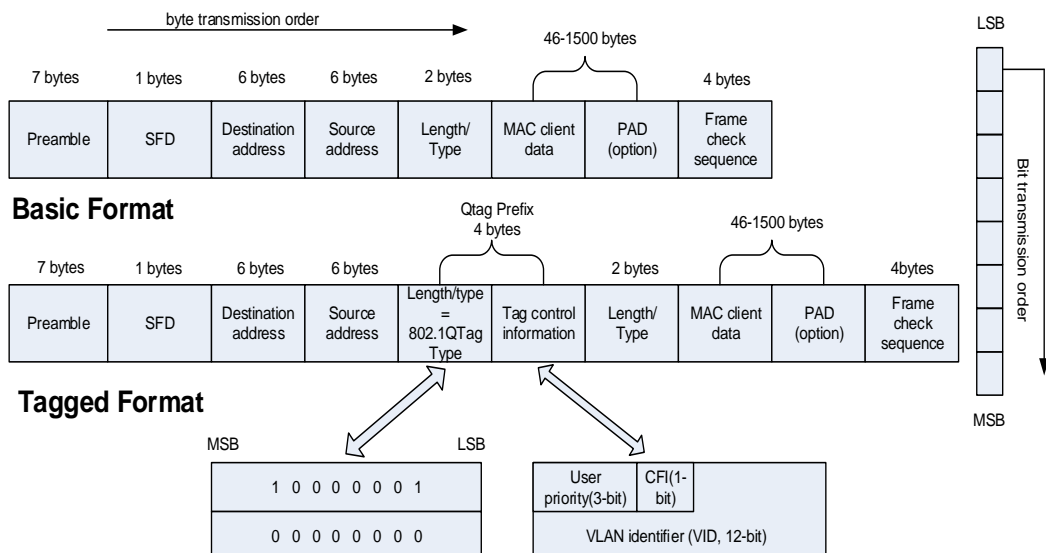 byte transmission order
46-1500 bytes
7 bytes
1 bytes
6 bytes
6 bytes
2 bytes
4 bytes
Preamble
SFD
Destination
address
Source
address
Length/
Type
MAC client
data
PAD
(option)
Frame
check
sequence
Basic Format
Qtag Prefix
4 bytes
46-1500 bytes
7 bytes
1 bytes
6 bytes
6 bytes
2 bytes
4bytes
Preamble
SFD
Destination
address
Source
address
Length/type
=
802.1QTag
Type
Tag control
information
Length/
Type
MAC client
data
PAD
(option)
Frame
check
sequence
Tagged Format
MSB
LSB
1 0 0 0 0 0 0 1
0 0 0 0 0 0 0 0
User
priority(3-bit)
CFI(1-
bit)
VLAN identifier (VID, 12-bit)
LSB
Bit transmission order
MSB